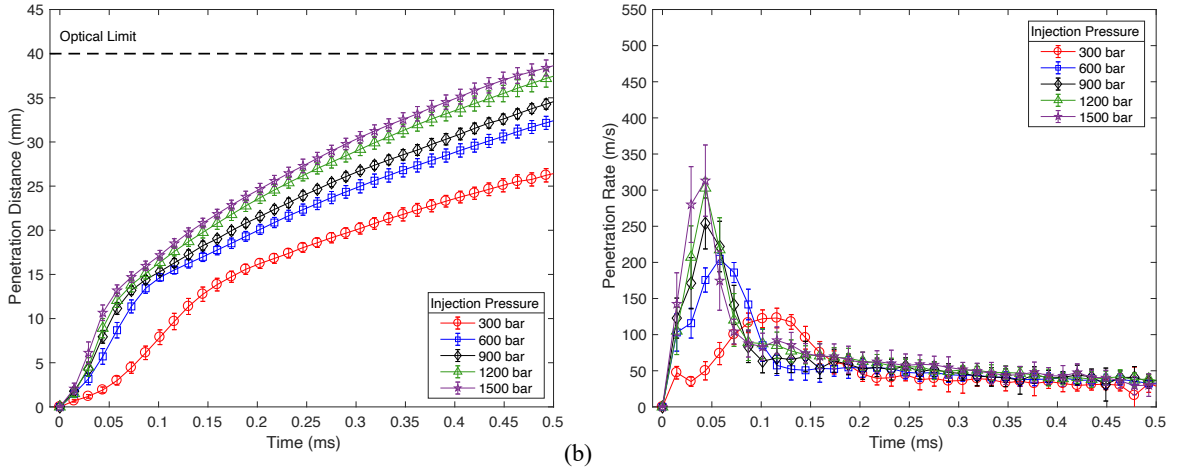 Optical Limit
45
40
35
30
25
20
15
10
5
0
Penetration Distance (mm)
0
0.05
0.1
0.15
0.2
0.25
0.3
0.35
0.4
0.45
0.5
Time (ms)
Injection Pressure
300 bar
600 bar
900 bar
1200 bar
1500 bar
(b)
550
500
450
400
350
300
250
200
150
100
50
0
Penetration Rate (m/s)
0
0.05
0.1
0.15
0.2
0.25
0.3
0.35
0.4
0.45
0.5
Time (ms)
Injection Pressure
300 bar
600 bar
900 bar
1200 bar
1500 bar